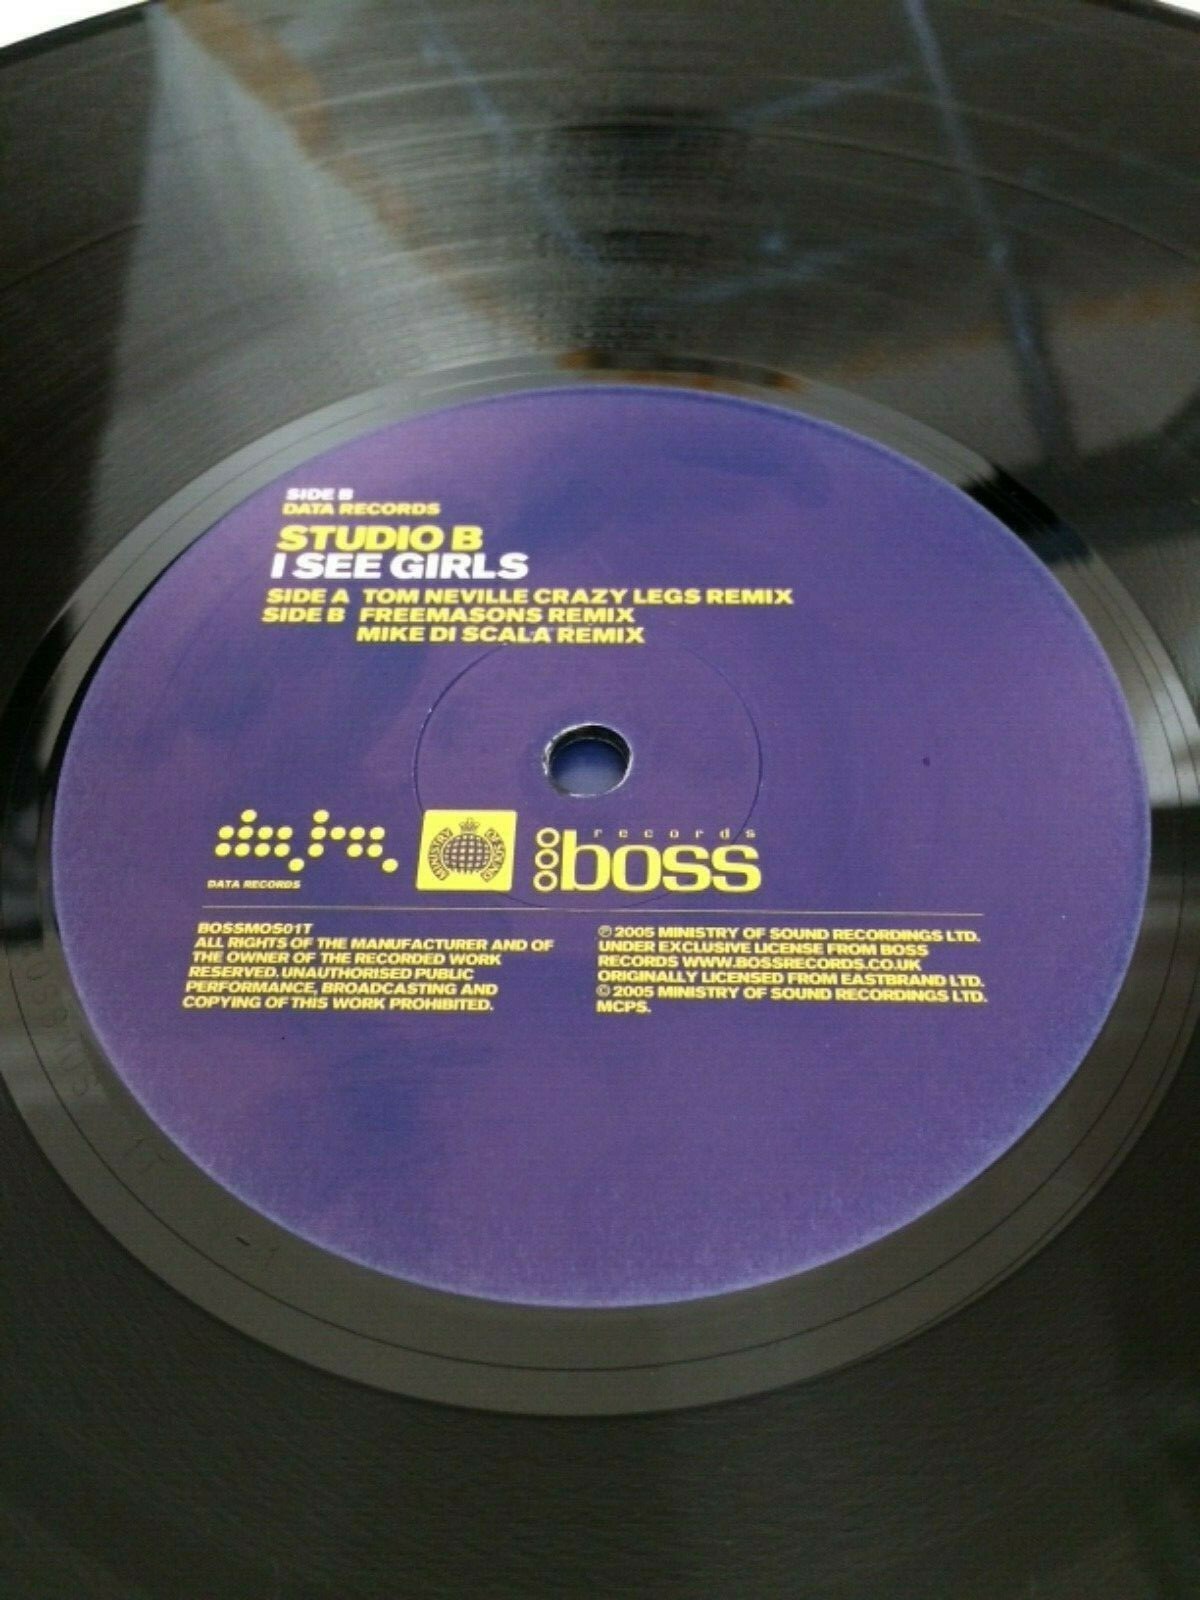 SIDE B
DATA RECORDS
STUDIO B
I SEE GIRLS
SIDE A TOM NEVILLE CRAZY LEGS REMIX
SIDE B FREEMASONS REMIX
MIKE DI SCALA REMIX
data
DATA RECORDS
MINISTRY OF SOUND
records
boss
BOSSMOS01T
ALL RIGHTS OF THE MANUFACTURER AND OF
THE OWNER OF THE RECORDED WORK
RESERVED. UNAUTHORISED PUBLIC
PERFORMANCE, BROADCASTING AND
COPYING OF THIS WORK PROHIBITED.
℗ 2005 MINISTRY OF SOUND RECORDINGS LTD.
UNDER EXCLUSIVE LICENSE FROM BOSS
RECORDS WWW.BOSSRECORDS.CO.UK
ORIGINALLY LICENSED FROM EASTBRAND LTD.
© 2005 MINISTRY OF SOUND RECORDINGS LTD.
MCPS.